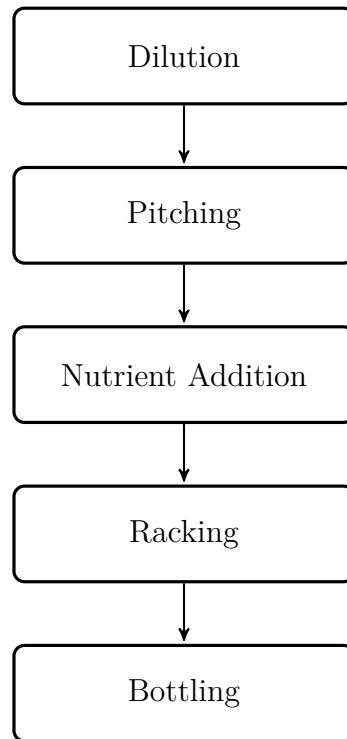 Dilution
Pitching
Nutrient Addition
Racking
Bottling